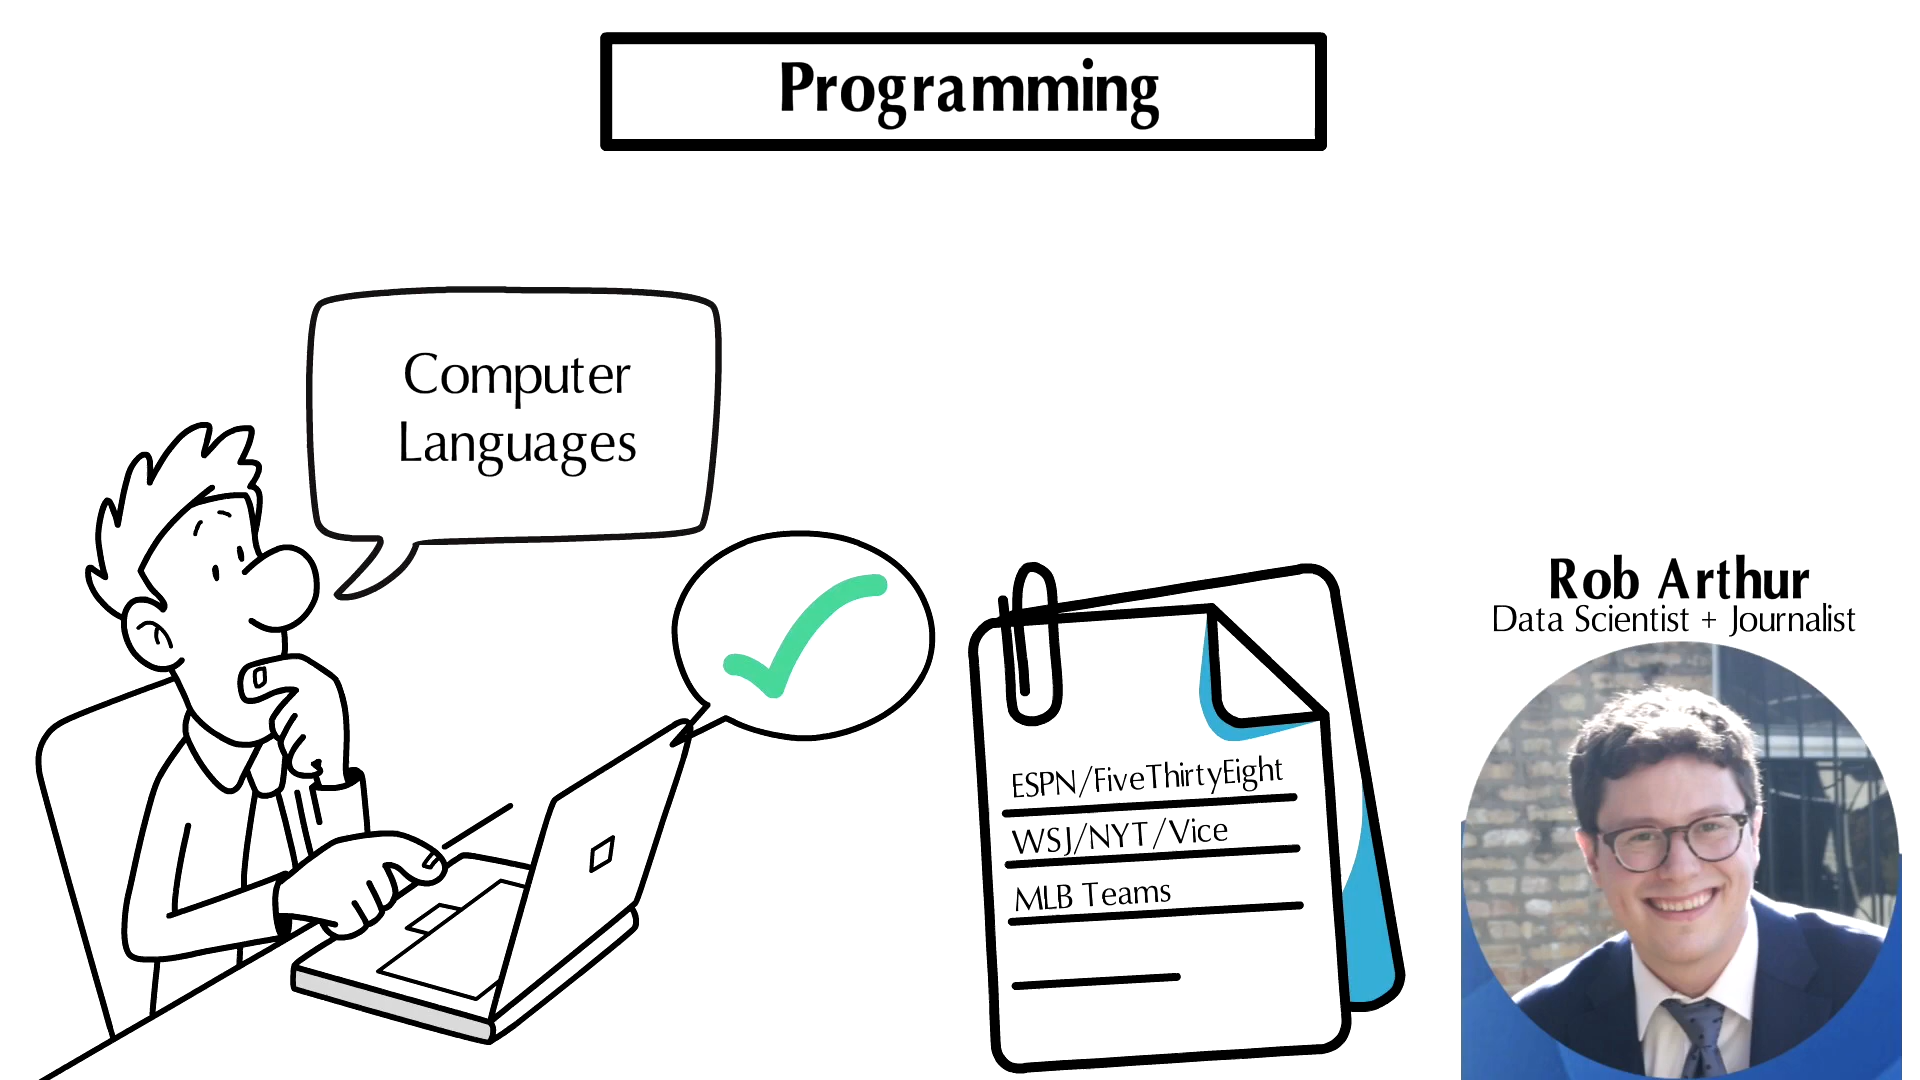 Programming
Computer
Languages
ESPN/FiveThirtyEight
WSJ/NYT/Vice
MLB Teams
Rob Arthur
Data Scientist + Journalist